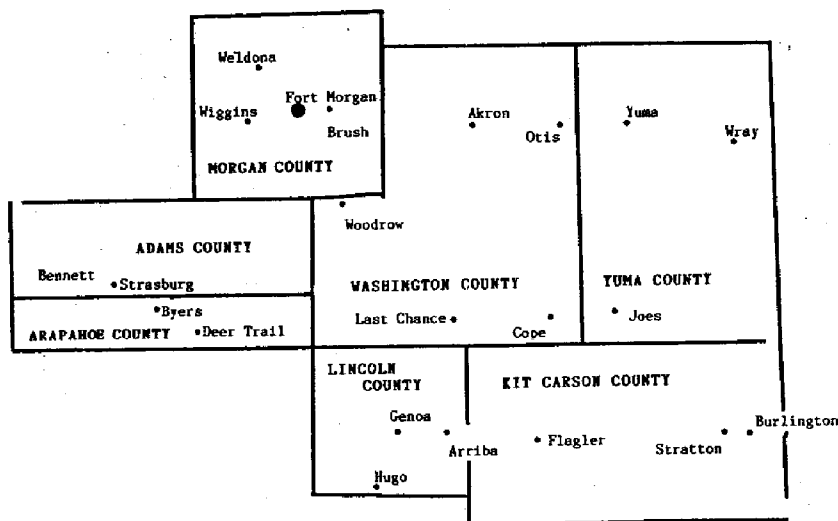 Weldona
Fort Morgan
Wiggins
Brush
MORGAN COUNTY
Akron
Otis
Yuma
Wray
Woodrow
ADAMS COUNTY
Bennett
Strasburg
WASHINGTON COUNTY
YUMA COUNTY
Byers
ARAPAHOE COUNTY
Deer Trail
Last Chance
Cope
Joes
LINCOLN
COUNTY
KIT CARSON COUNTY
Genoa
Arriba
Flagler
Stratton
Burlington
Hugo